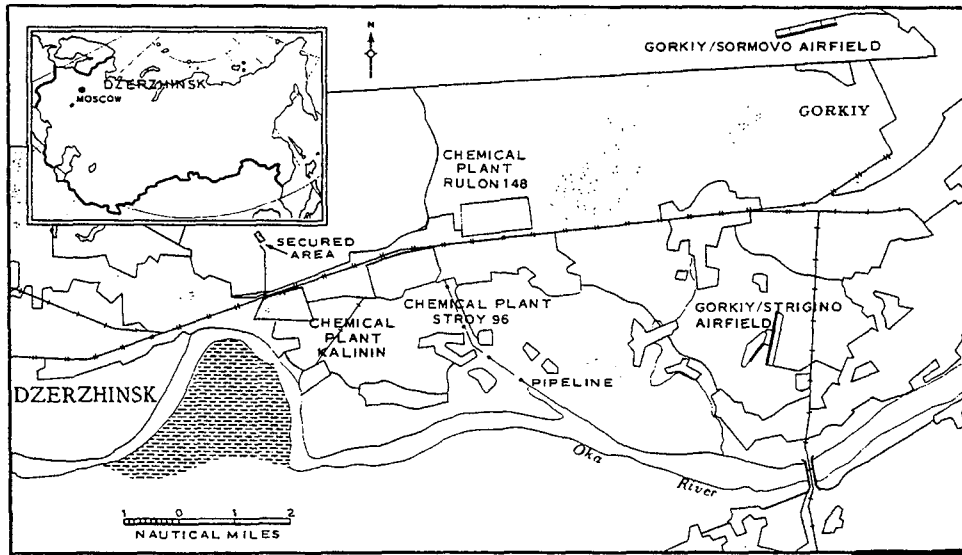 DZERZHINSK
MOSCOW
N
GORKIY/SORMOVO AIRFIELD
GORKIY
CHEMICAL
PLANT
RULON 148
SECURED
AREA
CHEMICAL
PLANT
KALININ
CHEMICAL PLANT
STROY 96
GORKIY/STRIGINO
AIRFIELD
PIPELINE
DZERZHINSK
Oka
River
1 0 1 2
NAUTICAL MILES